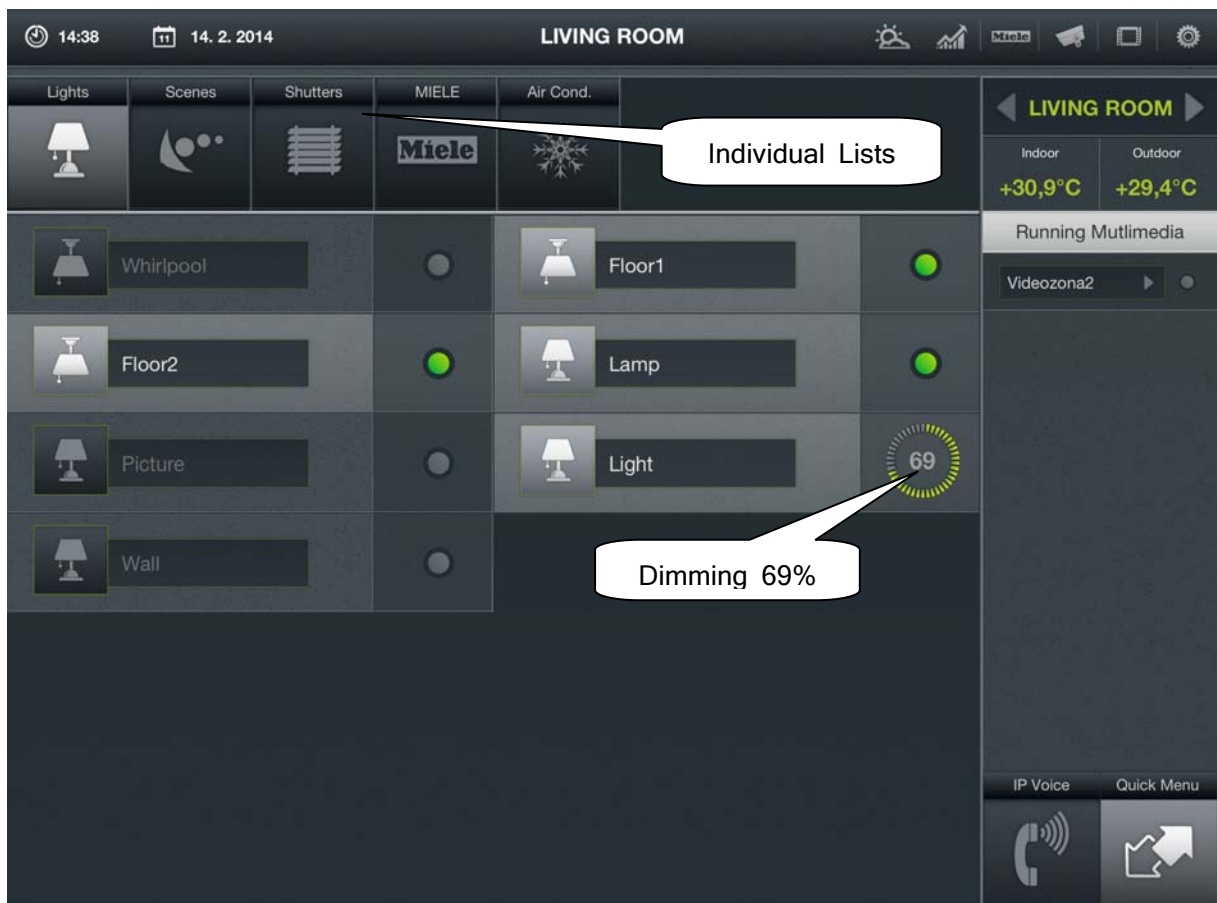 14:38
11
14. 2. 2014
LIVING ROOM
Miele
Lights
Scenes
Shutters
MIELE
Air Cond.
Miele
Individual Lists
LIVING ROOM
Indoor
Outdoor
+30,9°C
+29,4°C
Running Mutlimedia
Videozona2
Whirlpool
Floor1
Floor2
Lamp
Picture
Light
69
Wall
Dimming 69%
IP Voice
Quick Menu